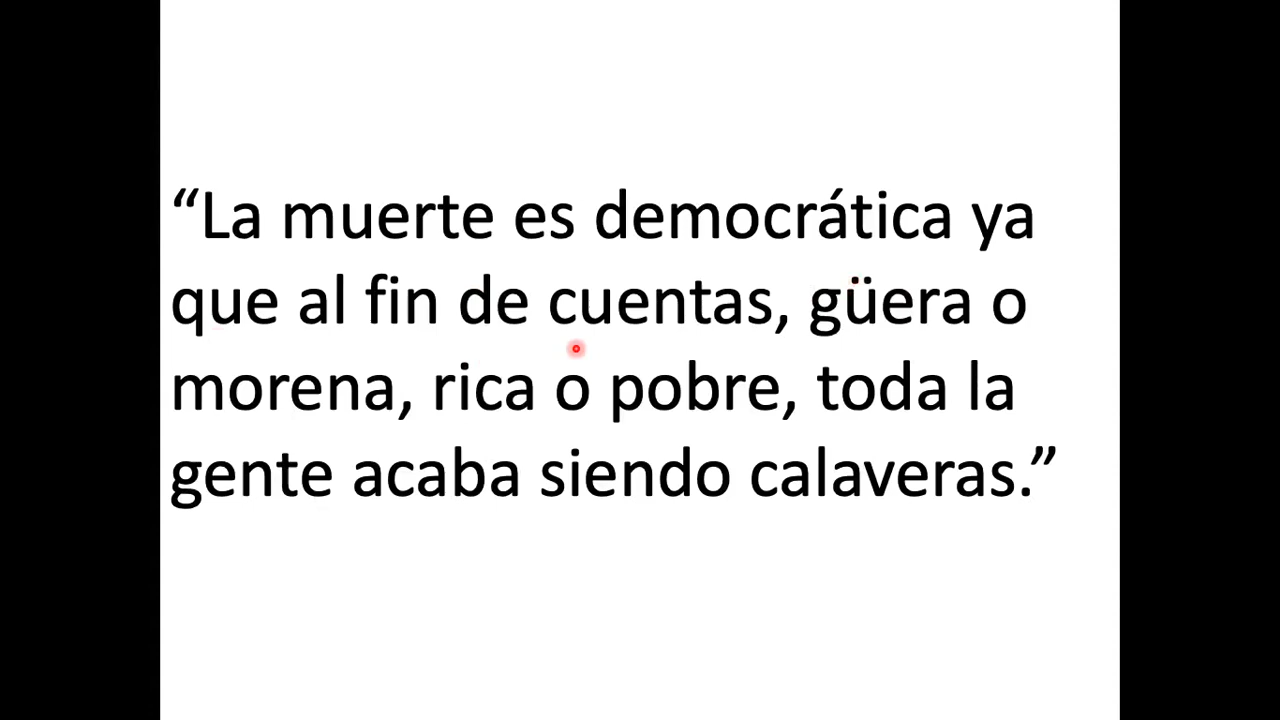 “La muerte es democrática ya
que al fin de cuentas, güera o
morena, rica o pobre, toda la
gente acaba siendo calaveras.”